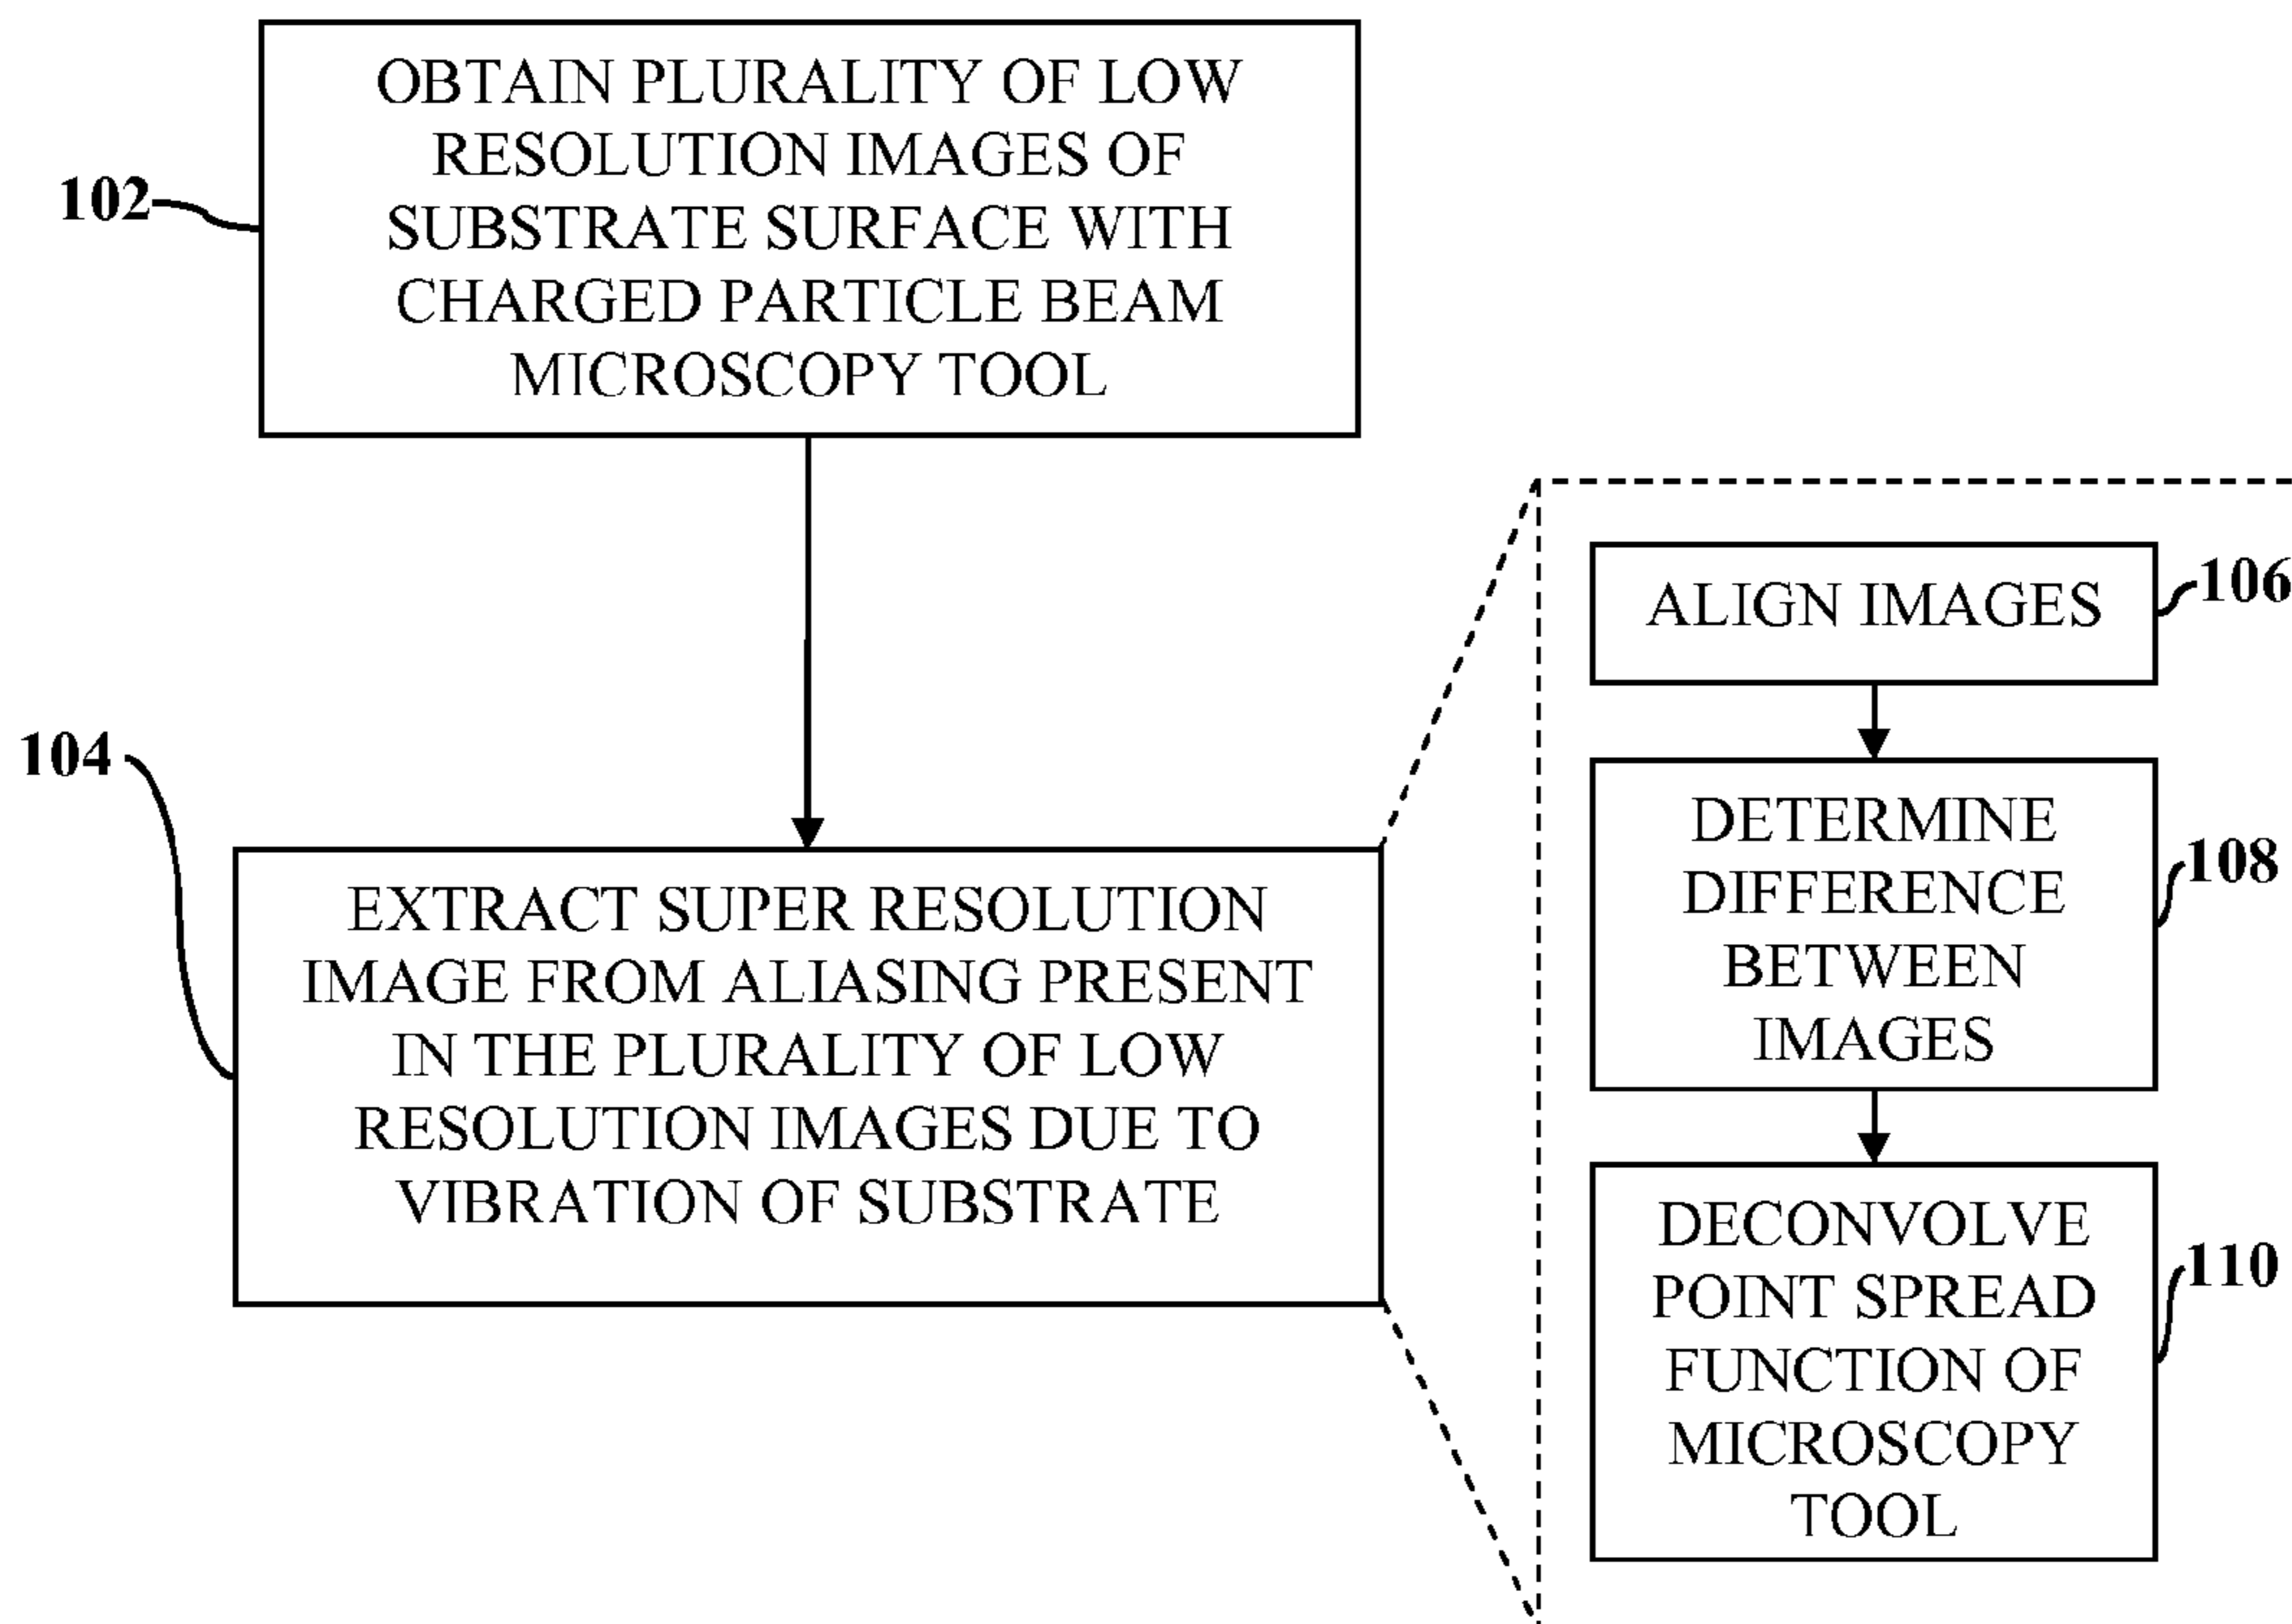 102
OBTAIN PLURALITY OF LOW
RESOLUTION IMAGES OF
SUBSTRATE SURFACE WITH
CHARGED PARTICLE BEAM
MICROSCOPY TOOL
104
EXTRACT SUPER RESOLUTION
IMAGE FROM ALIASING PRESENT
IN THE PLURALITY OF LOW
RESOLUTION IMAGES DUE TO
VIBRATION OF SUBSTRATE
ALIGN IMAGES
106
DETERMINE
DIFFERENCE
BETWEEN
IMAGES
108
DECONVOLVE
POINT SPREAD
FUNCTION OF
MICROSCOPY
TOOL
110